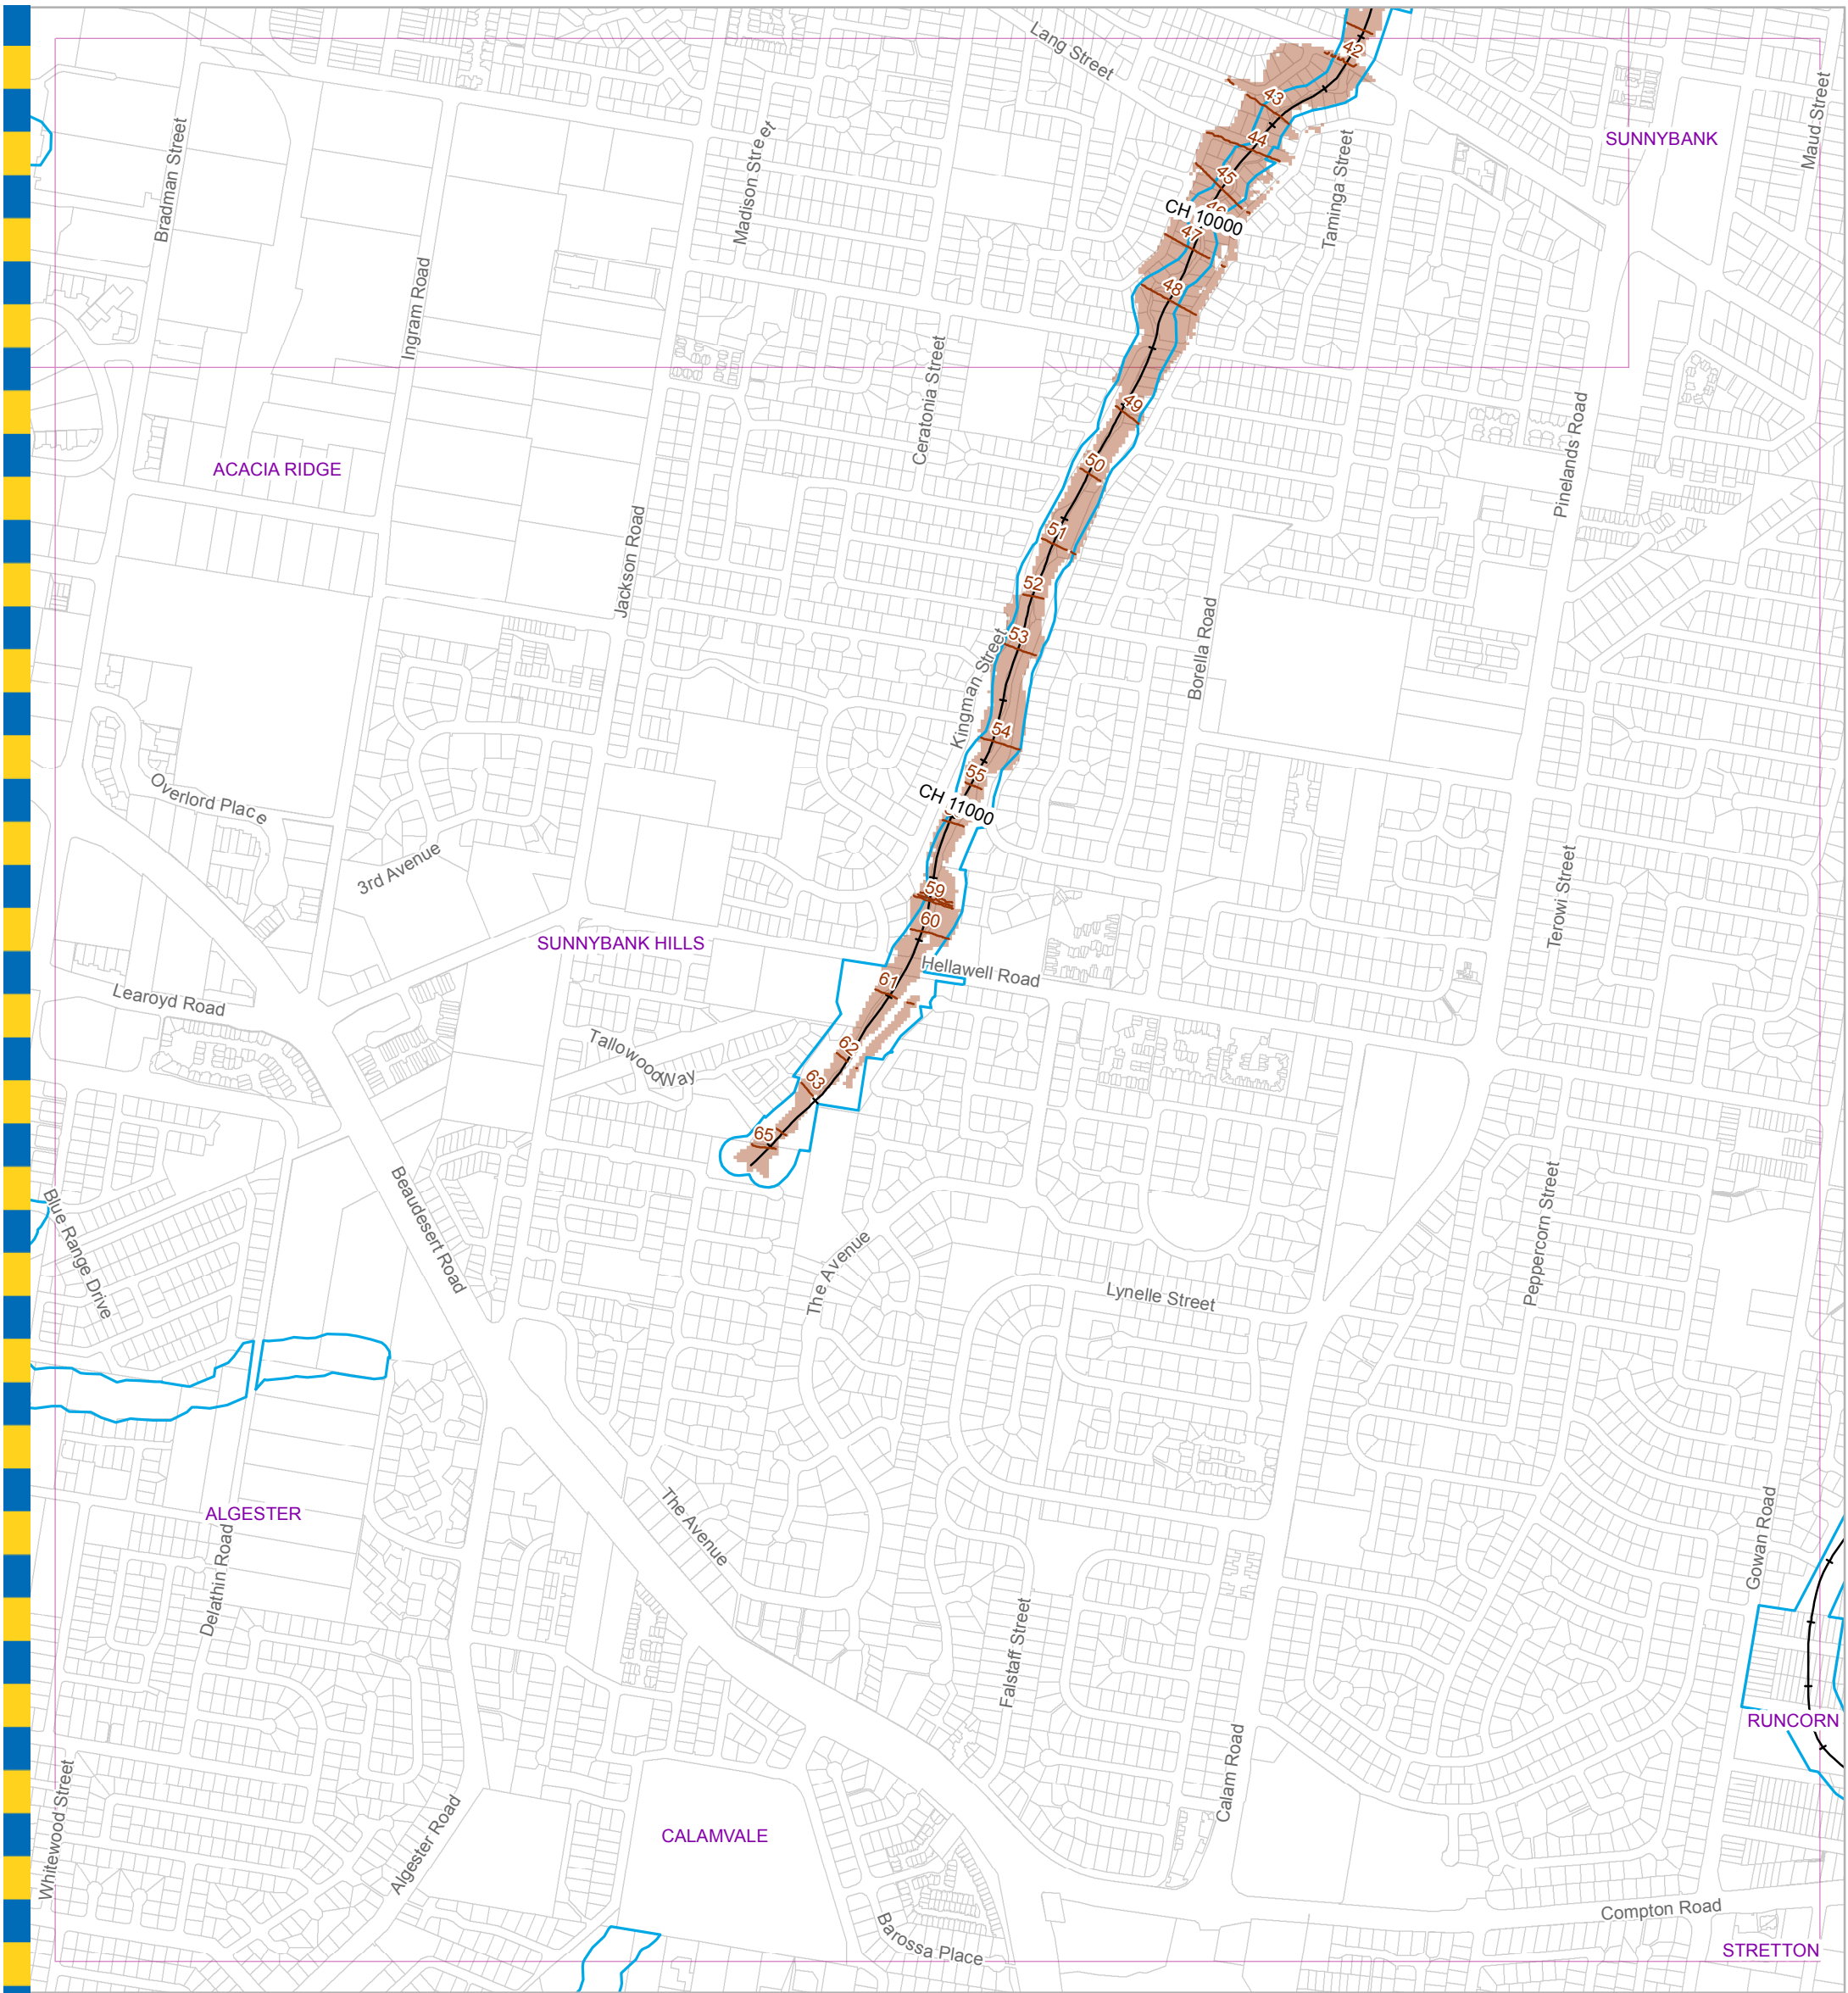 Lang Street
42
Maud Street
43
SUNNYBANK
44
Bradman Street
Madison Street
Taminga Street
45
CH 10000
47
48
Ingram Road
Ceratonia Street
49
Pinelands Road
50
ACACIA RIDGE
51
Jackson Road
52
53
Borella Road
Kingman Street
54
55
Overlord Place
CH 11000
3rd Avenue
59
Terowi Street
60
SUNNYBANK HILLS
Hellawell Road
61
Learoyd Road
62
Tallowood Way
63
65
Blue Range Drive
Beaudesert Road
Peppercorn Street
The Avenue
Lynelle Street
ALGESTER
The Avenue
Gowan Road
Delathin Road
Falstaff Street
RUNCORN
Calam Road
Whitewood Street
Algester Road
CALAMVALE
Compton Road
Barossa Place
STRETTON